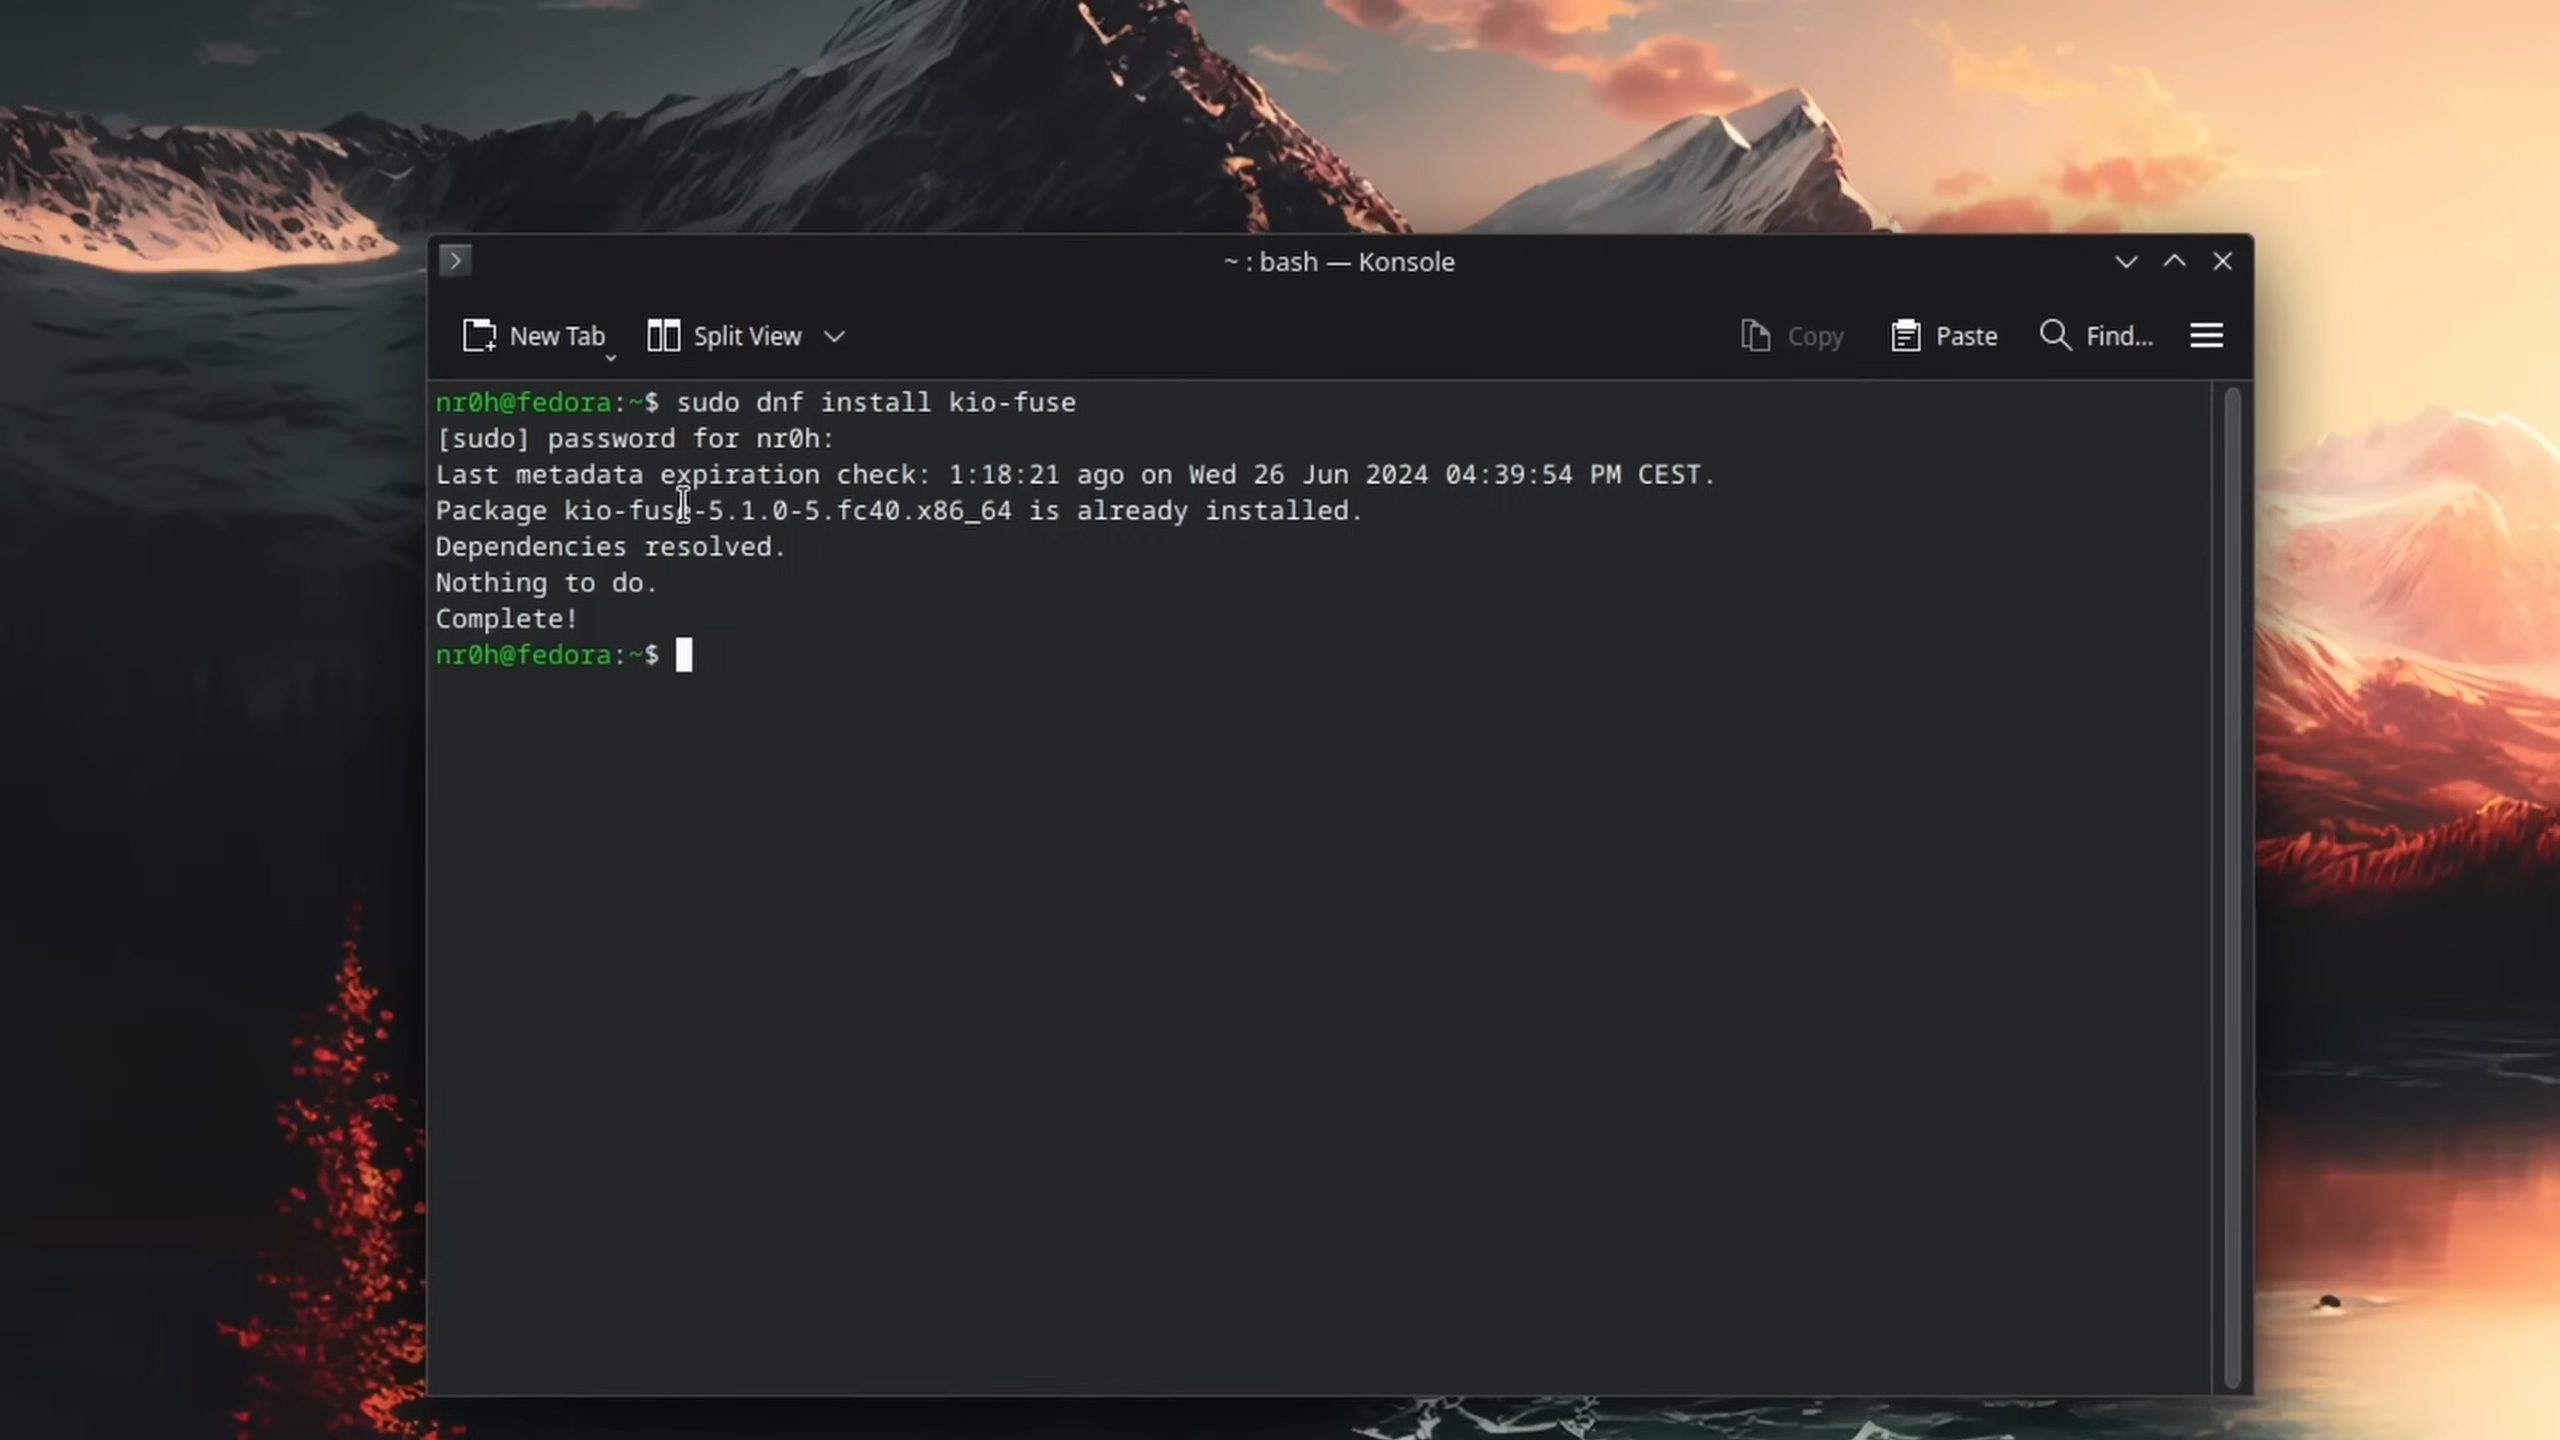 ~ : bash — Konsole
New Tab Split View Copy Paste Find...
nr0h@fedora:~$ sudo dnf install kio-fuse
[sudo] password for nr0h:
Last metadata expiration check: 1:18:21 ago on Wed 26 Jun 2024 04:39:54 PM CEST.
Package kio-fuse-5.1.0-5.fc40.x86_64 is already installed.
Dependencies resolved.
Nothing to do.
Complete!
nr0h@fedora:~$